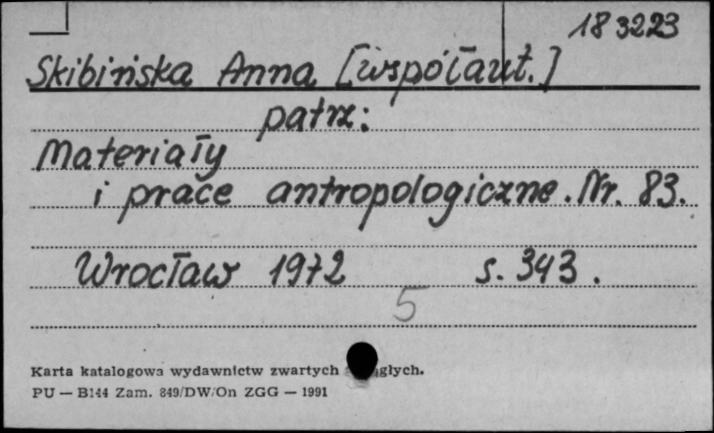 183223
Skibińska Anna [współaut.]
patrz:
Materiały
i prace antropologiczne. Nr. 83.
Wrocław 1972 s. 343.
5
Karta katalogowa wydawnictw zwartych głych.
PU — B144 Zam. 849/DW/On ZGG — 1991